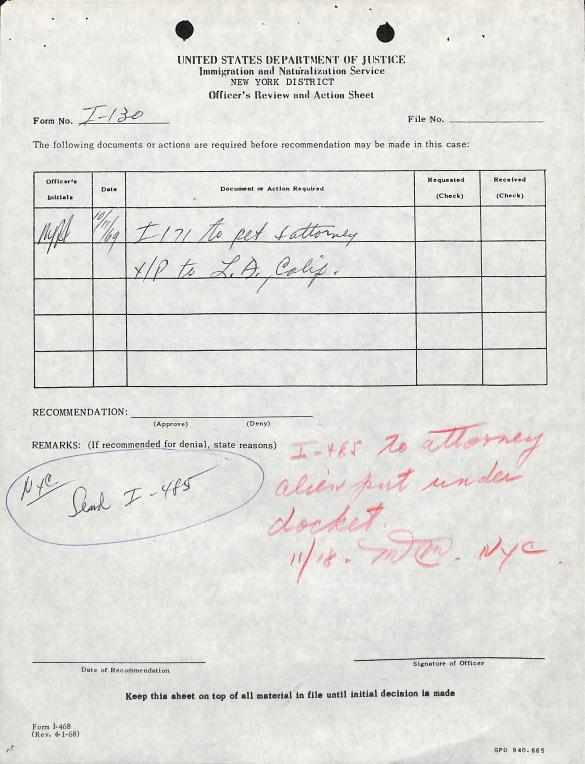 UNITED STATES DEPARTMENT OF JUSTICE
Immigration and Naturalization Service
NEW YORK DISTRICT
Officer's Review and Action Sheet
Form No. I-130
File No.
The following documents or actions are required before recommendation may be made in this case:
Officer's Initials
Date
Document or Action Required
Requested (Check)
Received (Check)
10/11/69
I 171 to pet & attorney
X/P to L.A, Calif.
RECOMMENDATION:
(Approve) (Deny)
REMARKS: (If recommended for denial, state reasons)
NYC
Send I-485
I-485 to attorney
alien put under
docket.
11/18. NYC.
Date of Recommendation
Signature of Officer
Keep this sheet on top of all material in file until initial decision is made
Form I-468
(Rev. 4-1-68)
GPO 940-665